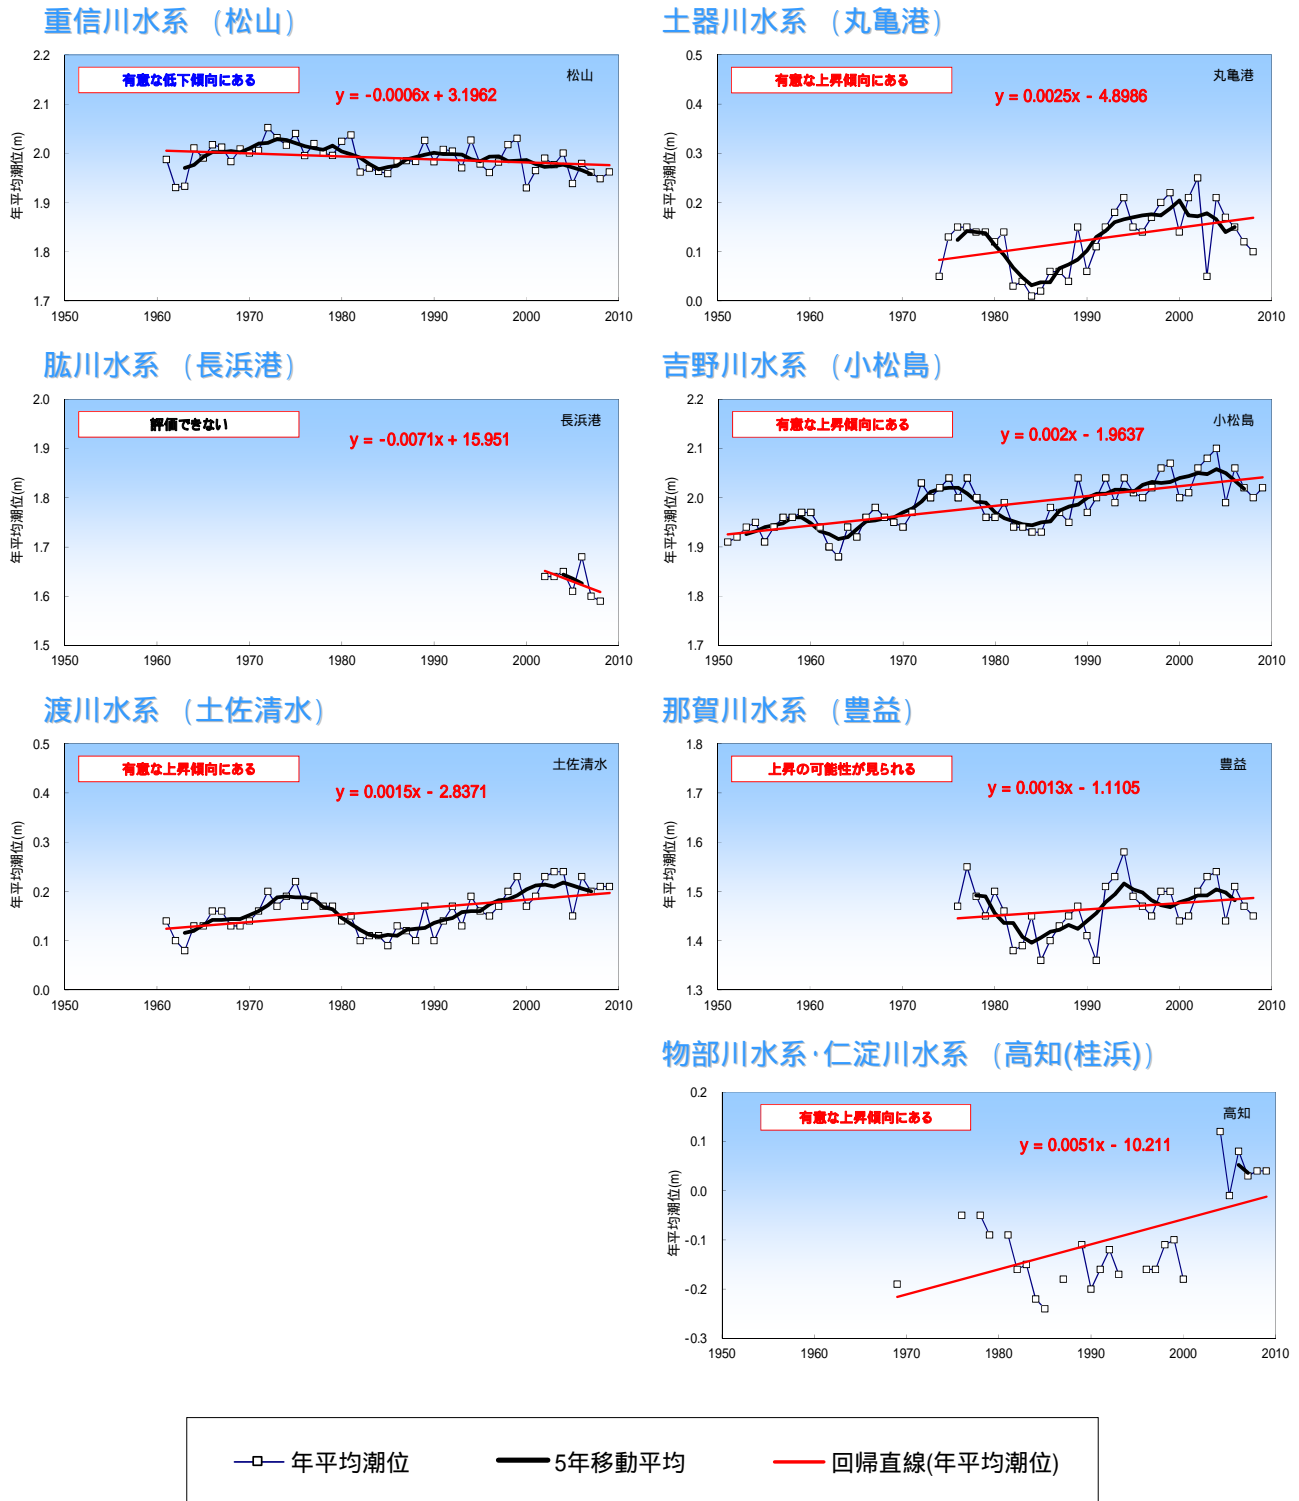 重信川水系 （松山）
有意な低下傾向にある
松山
y = -0.0006x + 3.1962
年平均潮位(m)
2.2
2.1
2.0
1.9
1.8
1.7
1950 1960 1970 1980 1990 2000 2010
土器川水系 （丸亀港）
有意な上昇傾向にある
丸亀港
y = 0.0025x - 4.8986
年平均潮位(m)
0.5
0.4
0.3
0.2
0.1
0.0
1950 1960 1970 1980 1990 2000 2010
肱川水系 （長浜港）
評価できない
長浜港
y = -0.0071x + 15.951
年平均潮位(m)
2.0
1.9
1.8
1.7
1.6
1.5
1950 1960 1970 1980 1990 2000 2010
吉野川水系 （小松島）
有意な上昇傾向にある
小松島
y = 0.002x - 1.9637
年平均潮位(m)
2.2
2.1
2.0
1.9
1.8
1.7
1950 1960 1970 1980 1990 2000 2010
渡川水系 （土佐清水）
有意な上昇傾向にある
土佐清水
y = 0.0015x - 2.8371
年平均潮位(m)
0.5
0.4
0.3
0.2
0.1
0.0
1950 1960 1970 1980 1990 2000 2010
那賀川水系 （豊益）
上昇の可能性が見られる
豊益
y = 0.0013x - 1.1105
年平均潮位(m)
1.8
1.7
1.6
1.5
1.4
1.3
1950 1960 1970 1980 1990 2000 2010
物部川水系・仁淀川水系 （高知(桂浜)）
有意な上昇傾向にある
高知
y = 0.0051x - 10.211
年平均潮位(m)
0.2
0.1
0.0
-0.1
-0.2
-0.3
1950 1960 1970 1980 1990 2000 2010
年平均潮位 5年移動平均 回帰直線(年平均潮位)